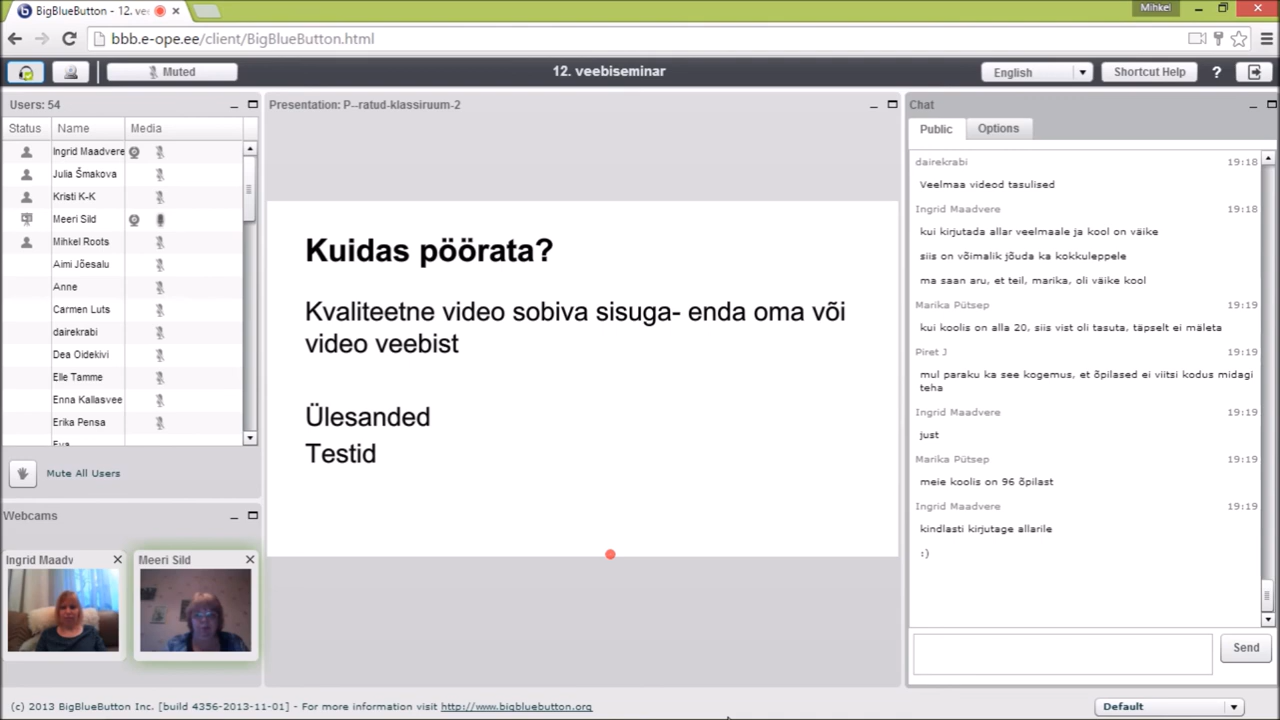 BigBlueButton - 12. vee
Mihkel
bbb.e-ope.ee/client/BigBlueButton.html
Muted
12. veebiseminar
English
Shortcut Help
?
Users: 54
Status Name Media
Ingrid Maadvere
Julia Šmakova
Kristi K-K
Meeri Sild
Mihkel Roots
Aimi Jõesalu
Anne
Carmen Luts
dairekrabi
Dea Oidekivi
Elle Tamme
Enna Kallasvee
Erika Pensa
Eva
Mute All Users
Webcams
Ingrid Maadv
Meeri Sild
Presentation: P--ratud-klassiruum-2
Kuidas pöörata?
Kvaliteetne video sobiva sisuga- enda oma või
video veebist
Ülesanded
Testid
Chat
Public Options
dairekrabi 19:18
Veelmaa videod tasulised
Ingrid Maadvere 19:18
kui kirjutada allar veelmaale ja kool on väike
siis on võimalik jõuda ka kokkuleppele
ma saan aru, et teil, marika, oli väike kool
Marika Pütsep 19:19
kui koolis on alla 20, siis vist oli tasuta, täpselt ei mäleta
Piret J 19:19
mul paraku ka see kogemus, et õpilased ei viitsi kodus midagi
teha
Ingrid Maadvere 19:19
just
Marika Pütsep 19:19
meie koolis on 96 õpilast
Ingrid Maadvere 19:19
kindlasti kirjutage allarile
:)
Send
(c) 2013 BigBlueButton Inc. [build 4356-2013-11-01] - For more information visit http://www.bigbluebutton.org
Default